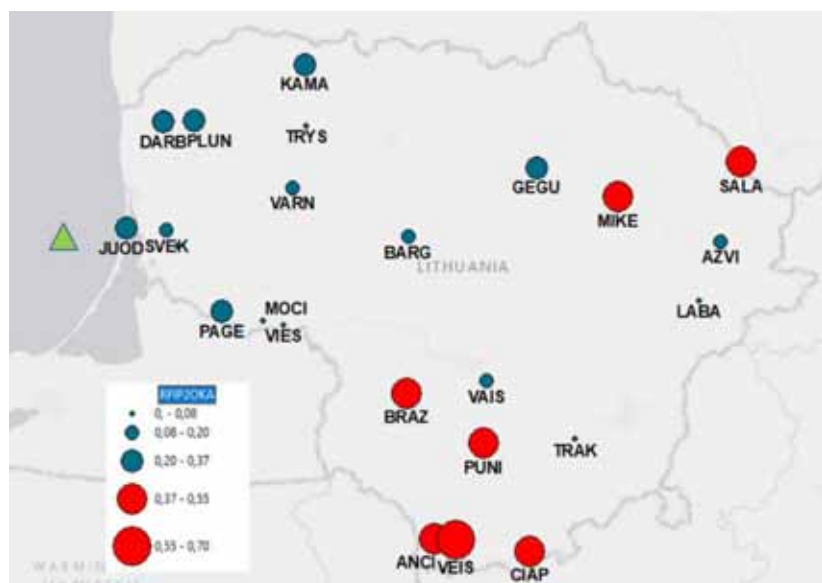 KAMA
DARBPLUN
TRYS
GEGU
SALA
VARN
MIKE
JUOD
SVEK
BARG
LITHUANIA
AZVI
MOCI
LABA
PAGE
VIES
VAIS
BRAZ
PUNI
TRAK
0, - 0,08
0,08 - 0,20
0,20 - 0,37
0,37 - 0,55
0,55 - 0,70
ANCI
VEIS
CIAP